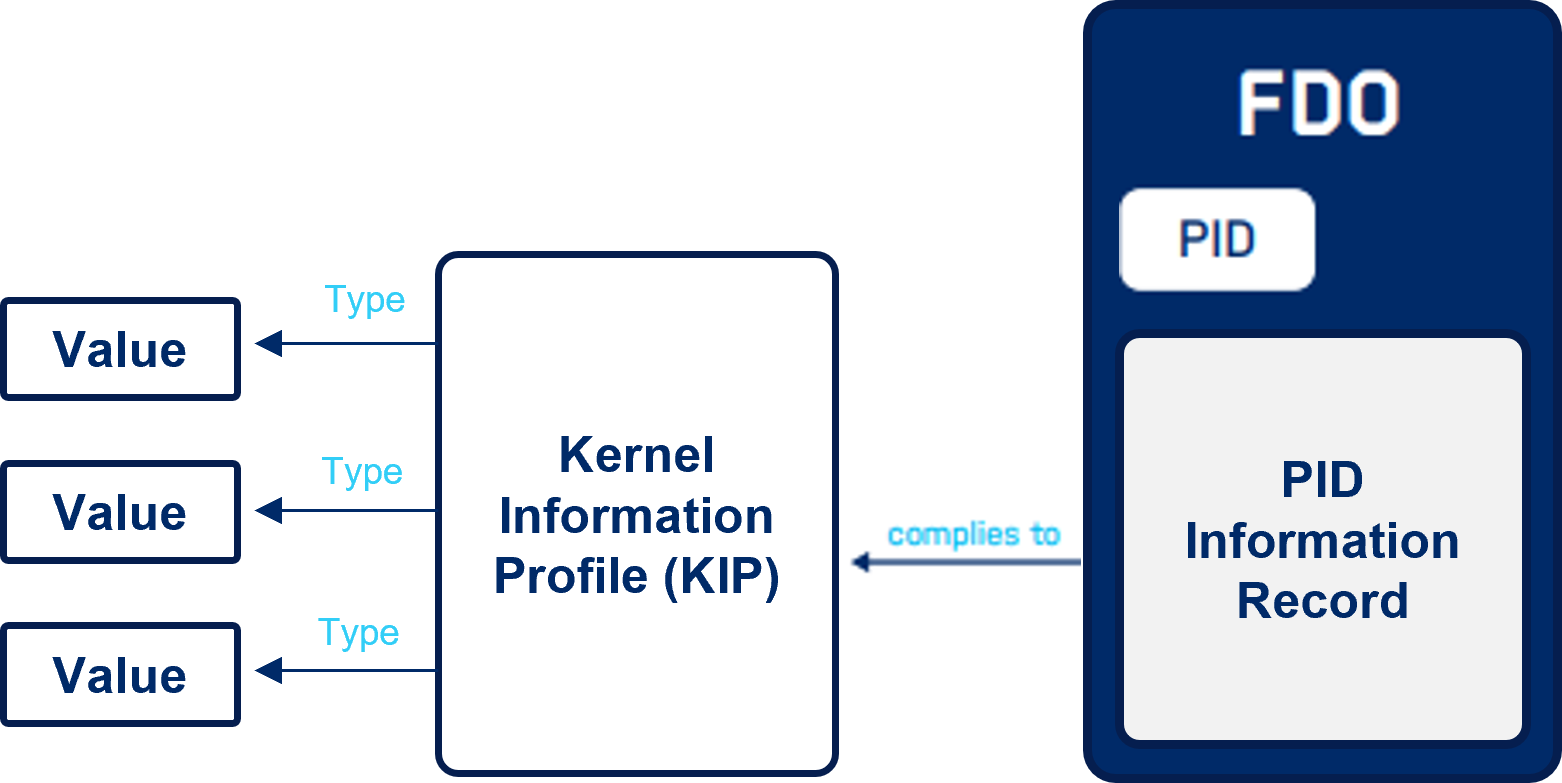 FDO
PID
Type
Value
Kernel
Information
Profile (KIP)
Type
Value
complies to
PID
Information
Record
Type
Value